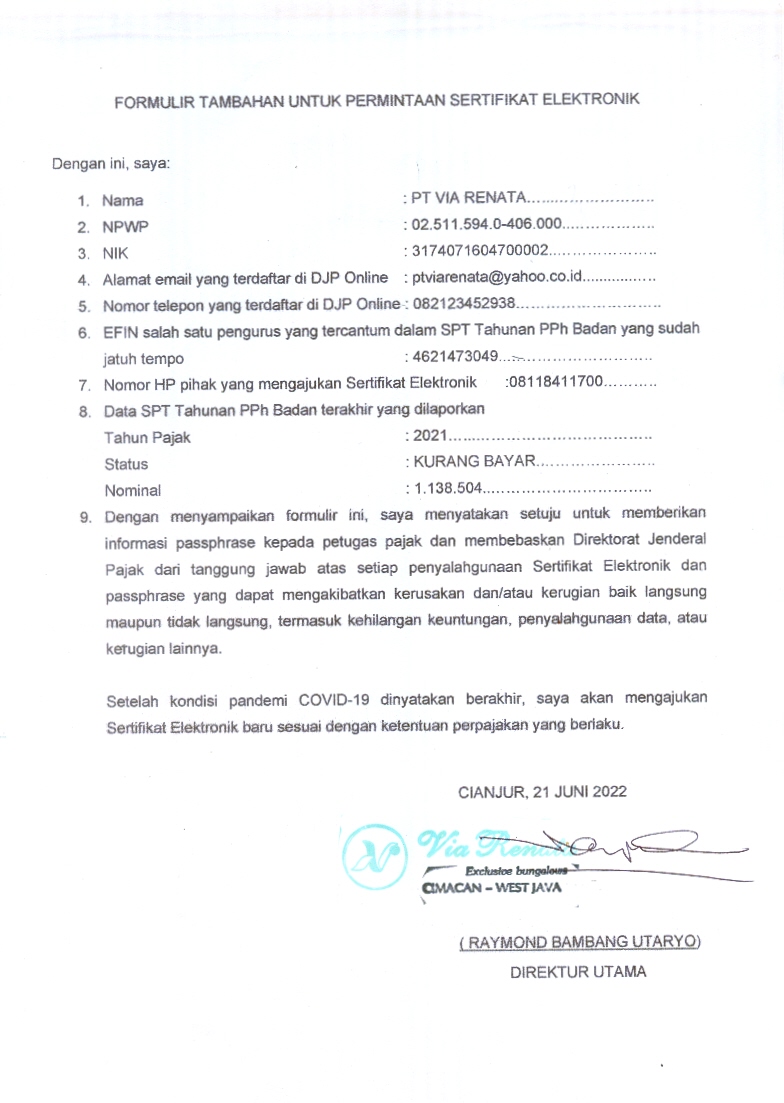 FORMULIR TAMBAHAN UNTUK PERMINTAAN SERTIFIKAT ELEKTRONIK
Dengan ini, saya:
1. Nama : PT VIA RENATA...........................
2. NPWP : 02.511.594.0-406.000...................
3. NIK : 3174071604700002......................
4. Alamat email yang terdaftar di DJP Online : ptviarenata@yahoo.co.id................
5. Nomor telepon yang terdaftar di DJP Online : 082123452938..............................
6. EFIN salah satu pengurus yang tercantum dalam SPT Tahunan PPh Badan yang sudah
jatuh tempo : 4621473049................................
7. Nomor HP pihak yang mengajukan Sertifikat Elektronik :08118411700...........
8. Data SPT Tahunan PPh Badan terakhir yang dilaporkan
Tahun Pajak : 2021..........................................
Status : KURANG BAYAR.........................
Nominal : 1.138.504...................................
9. Dengan menyampaikan formulir ini, saya menyatakan setuju untuk memberikan
informasi passphrase kepada petugas pajak dan membebaskan Direktorat Jenderal
Pajak dari tanggung jawab atas setiap penyalahgunaan Sertifikat Elektronik dan
passphrase yang dapat mengakibatkan kerusakan dan/atau kerugian baik langsung
maupun tidak langsung, termasuk kehilangan keuntungan, penyalahgunaan data, atau
kerugian lainnya.
Setelah kondisi pandemi COVID-19 dinyatakan berakhir, saya akan mengajukan
Sertifikat Elektronik baru sesuai dengan ketentuan perpajakan yang berlaku.
CIANJUR, 21 JUNI 2022
Via Renata
Exclusive bungalows
CIMACAN – WEST JAVA
( RAYMOND BAMBANG UTARYO)
DIREKTUR UTAMA